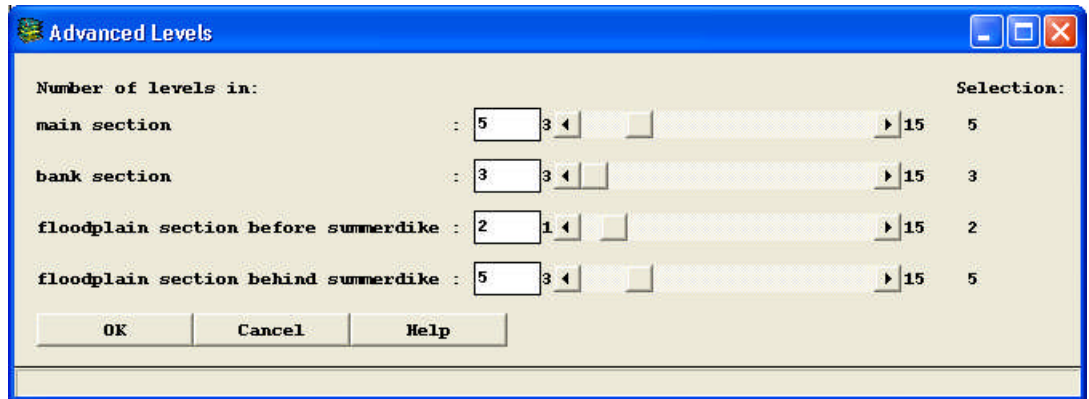 Advanced Levels
Number of levels in: Selection:
main section : 5 3 15 5
bank section : 3 3 15 3
floodplain section before summerdike : 2 1 15 2
floodplain section behind summerdike : 5 3 15 5
OK Cancel Help